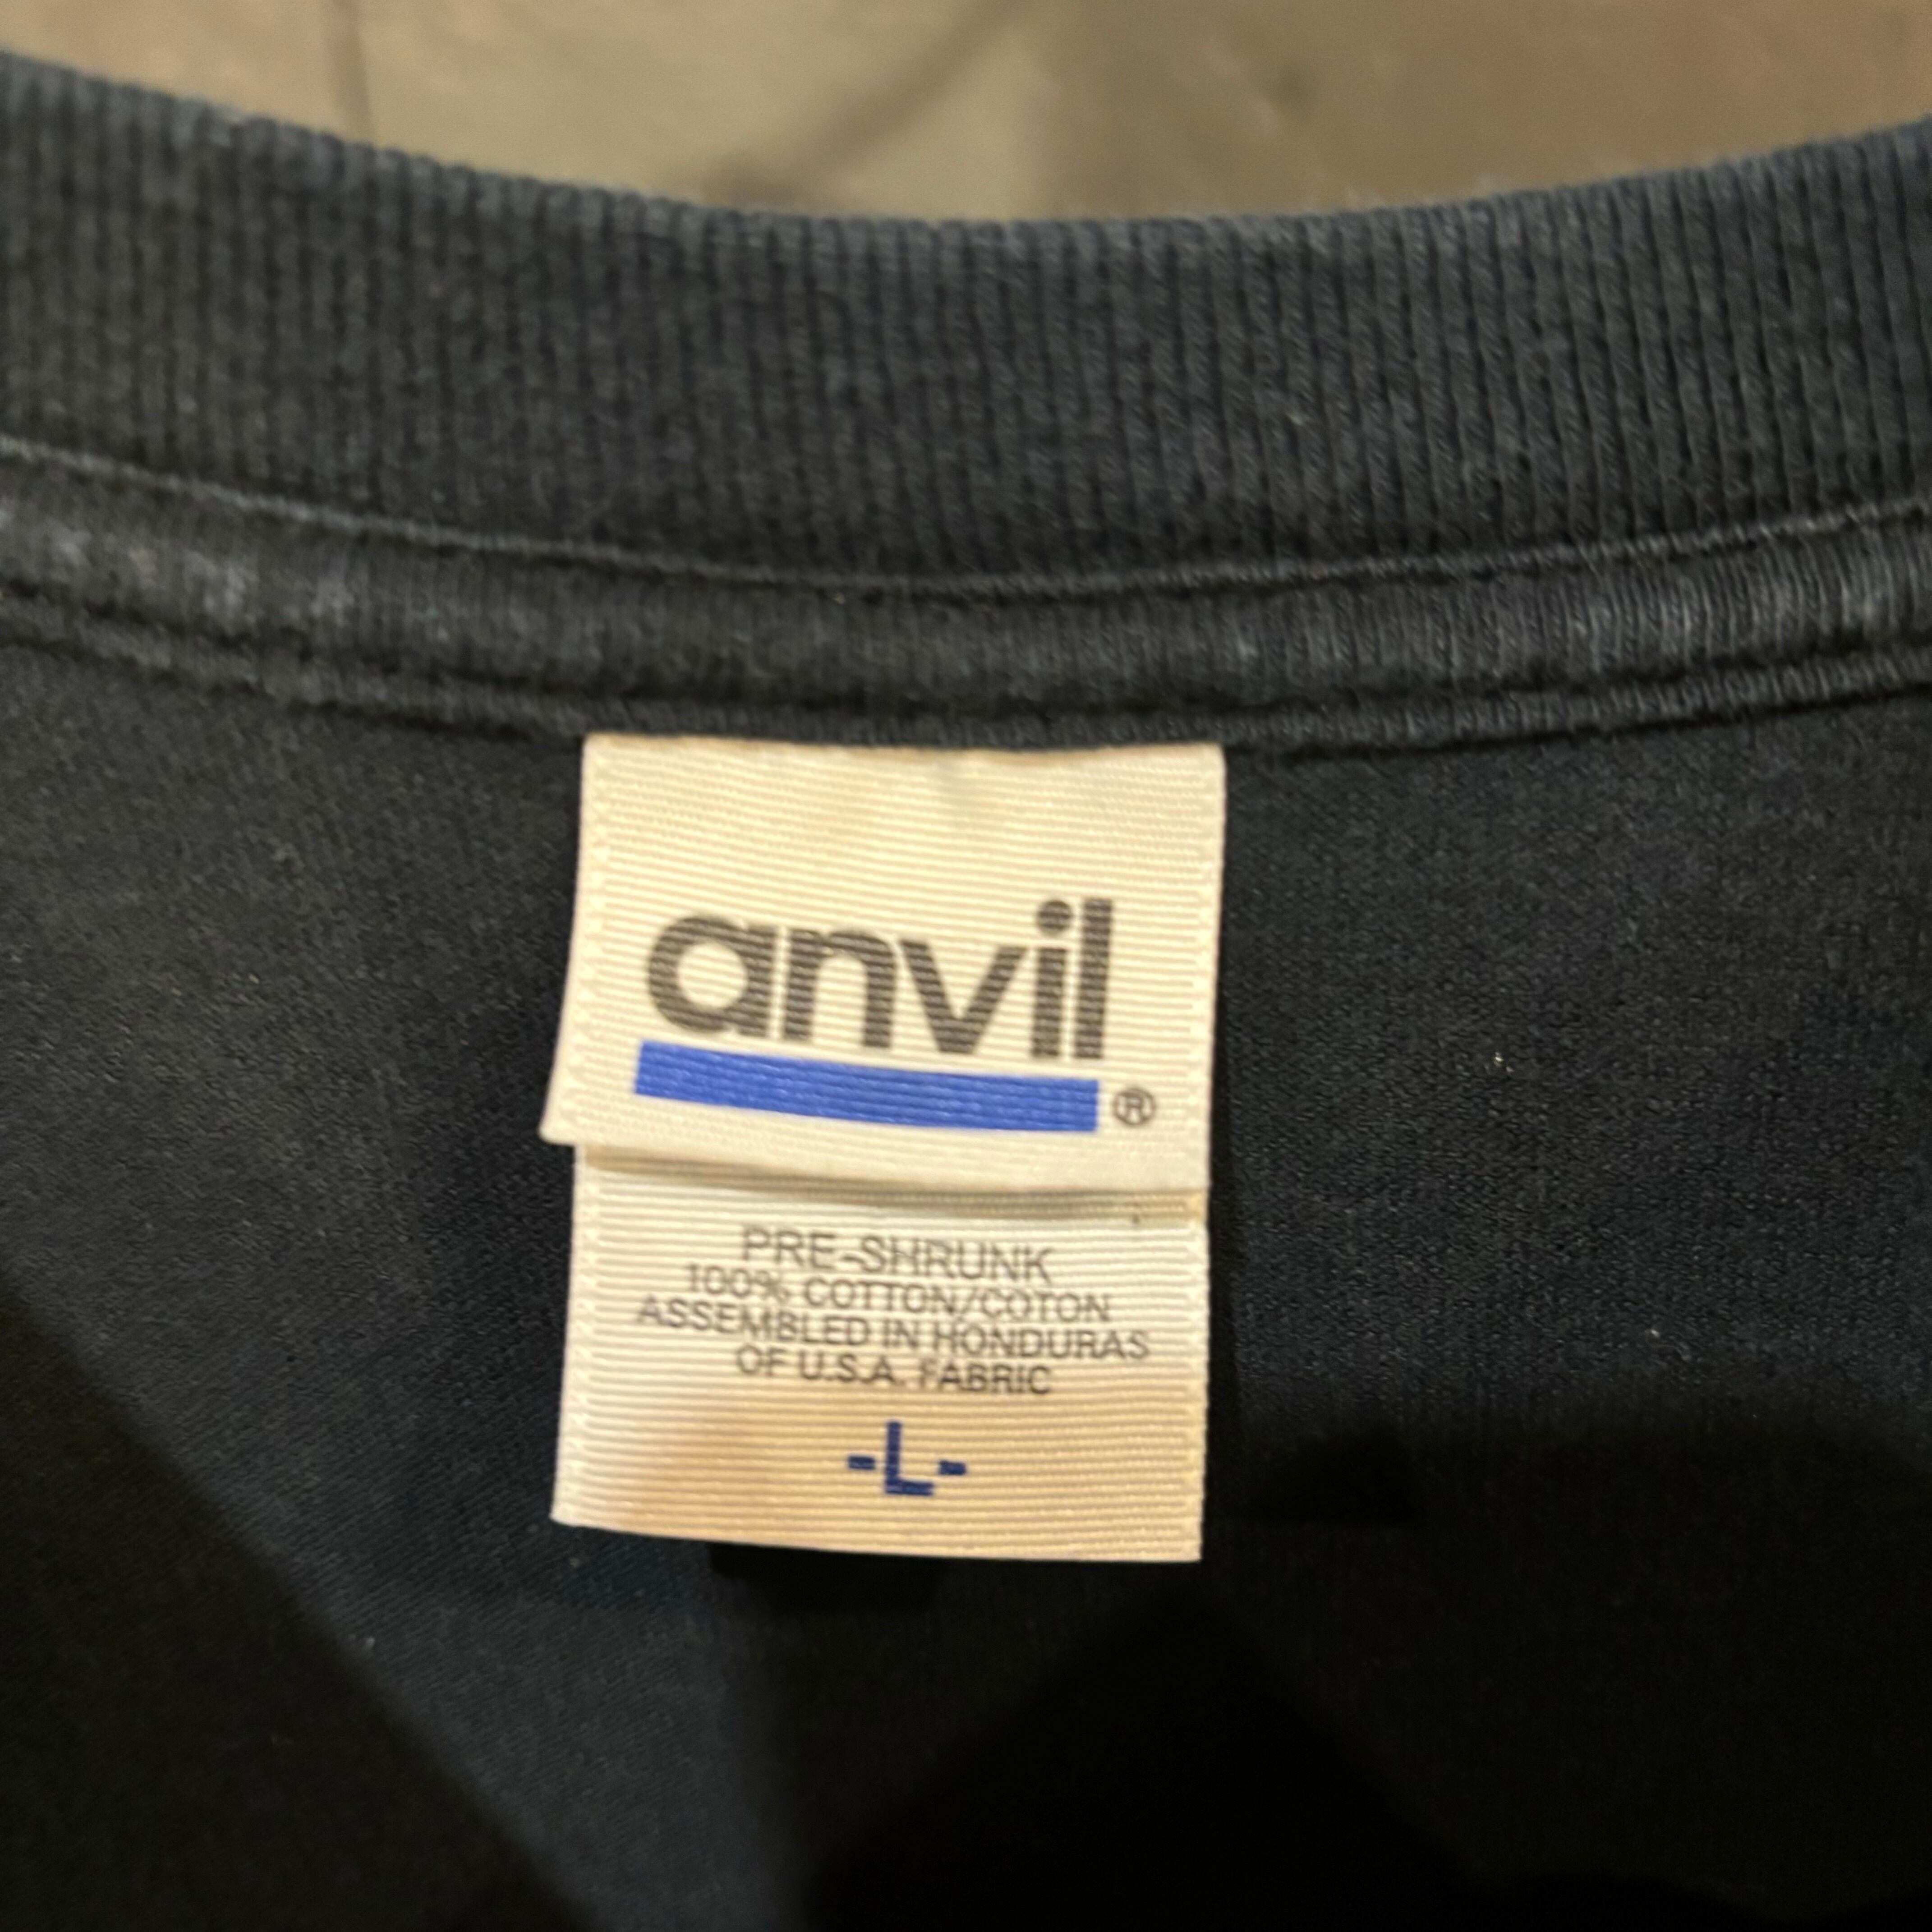 anvil
®
PRE-SHRUNK
100% COTTON/COTON
ASSEMBLED IN HONDURAS
OF U.S.A. FABRIC
-L-